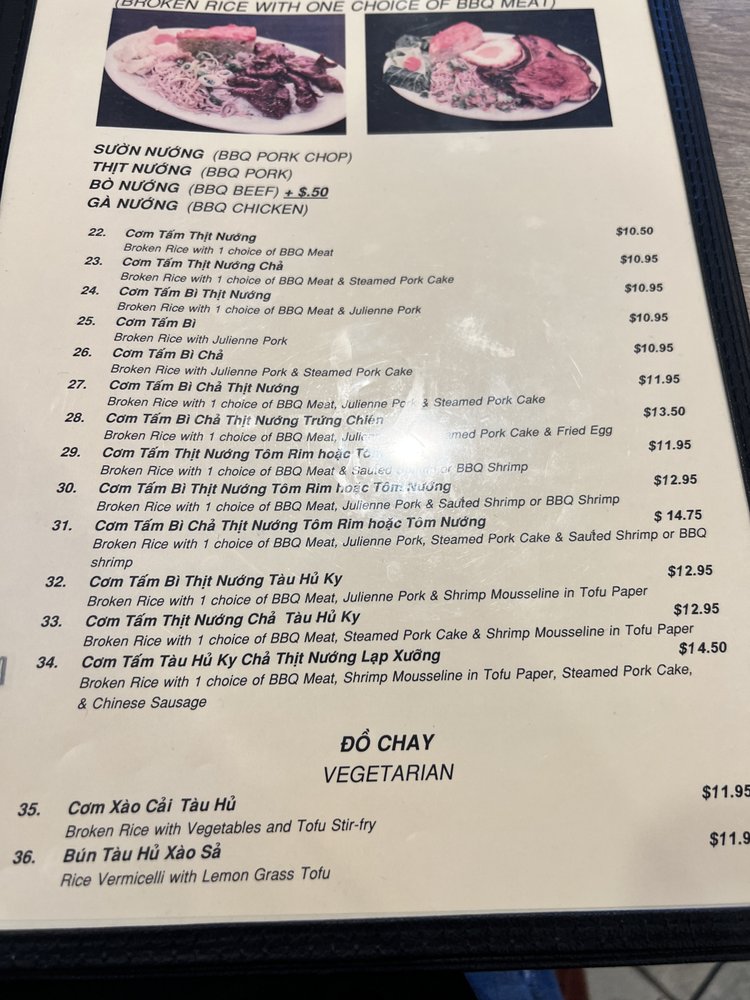 (BROKEN RICE WITH ONE CHOICE OF BBQ MEAT)
SƯỜN NƯỚNG (BBQ PORK CHOP)
THỊT NƯỚNG (BBQ PORK)
BÒ NƯỚNG (BBQ BEEF) + $.50
GÀ NƯỚNG (BBQ CHICKEN)
22. Cơm Tấm Thịt Nướng $10.50
Broken Rice with 1 choice of BBQ Meat
23. Cơm Tấm Thịt Nướng Chả $10.95
Broken Rice with 1 choice of BBQ Meat & Steamed Pork Cake
24. Cơm Tấm Bì Thịt Nướng $10.95
Broken Rice with 1 choice of BBQ Meat & Julienne Pork
25. Cơm Tấm Bì $10.95
Broken Rice with Julienne Pork
26. Cơm Tấm Bì Chả $10.95
Broken Rice with Julienne Pork & Steamed Pork Cake
27. Cơm Tấm Bì Chả Thịt Nướng $11.95
Broken Rice with 1 choice of BBQ Meat, Julienne Pork & Steamed Pork Cake
28. Cơm Tấm Bì Chả Thịt Nướng Trứng Chiên $13.50
Broken Rice with 1 choice of BBQ Meat, Pork Cake & Fried Egg
29. Cơm Tấm Thịt Nướng Tôm Rim hoặc $11.95
Broken Rice with 1 choice of BBQ Meat & or BBQ Shrimp
30. Cơm Tấm Bì Thịt Nướng Tôm Rim hoặc Tôm Nướng $12.95
Broken Rice with 1 choice of BBQ Meat, Julienne Pork & Sautéd Shrimp or BBQ Shrimp
31. Cơm Tấm Bì Chả Thịt Nướng Tôm Rim hoặc Tôm Nướng $ 14.75
Broken Rice with 1 choice of BBQ Meat, Julienne Pork, Steamed Pork Cake & Sautéd Shrimp or BBQ
shrimp
32. Cơm Tấm Bì Thịt Nướng Tàu Hủ Ky $12.95
Broken Rice with 1 choice of BBQ Meat, Julienne Pork & Shrimp Mousseline in Tofu Paper
33. Cơm Tấm Thịt Nướng Chả Tàu Hủ Ky $12.95
Broken Rice with 1 choice of BBQ Meat, Steamed Pork Cake & Shrimp Mousseline in Tofu Paper
34. Cơm Tấm Tàu Hủ Ky Chả Thịt Nướng Lạp Xưởng $14.50
Broken Rice with 1 choice of BBQ Meat, Shrimp Mousseline in Tofu Paper, Steamed Pork Cake,
& Chinese Sausage
ĐỒ CHAY
VEGETARIAN
35. Cơm Xào Cải Tàu Hủ $11.95
Broken Rice with Vegetables and Tofu Stir-fry
36. Bún Tàu Hủ Xào Sả $11.9
Rice Vermicelli with Lemon Grass Tofu